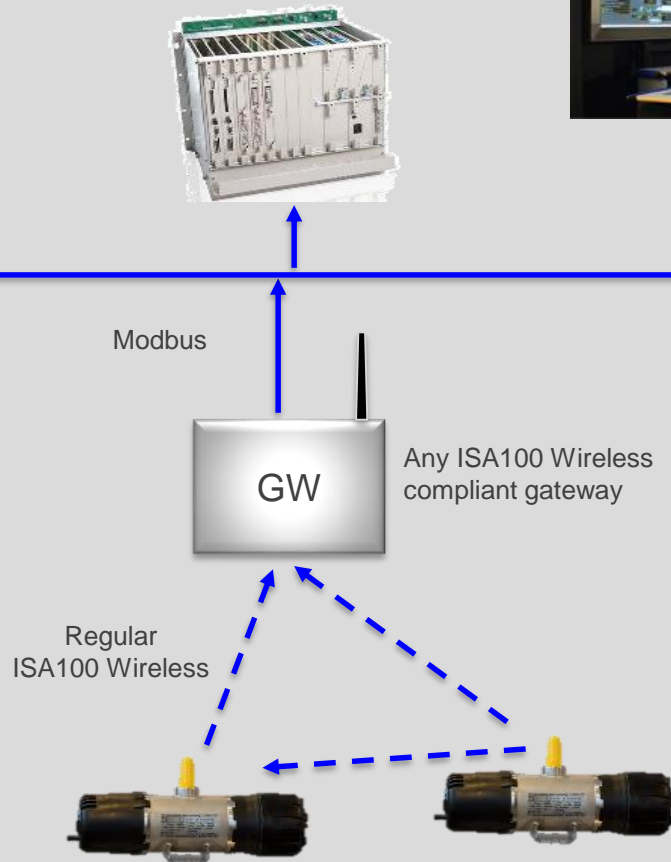 Modbus
GW
Any ISA100 Wireless
compliant gateway
Regular
ISA100 Wireless